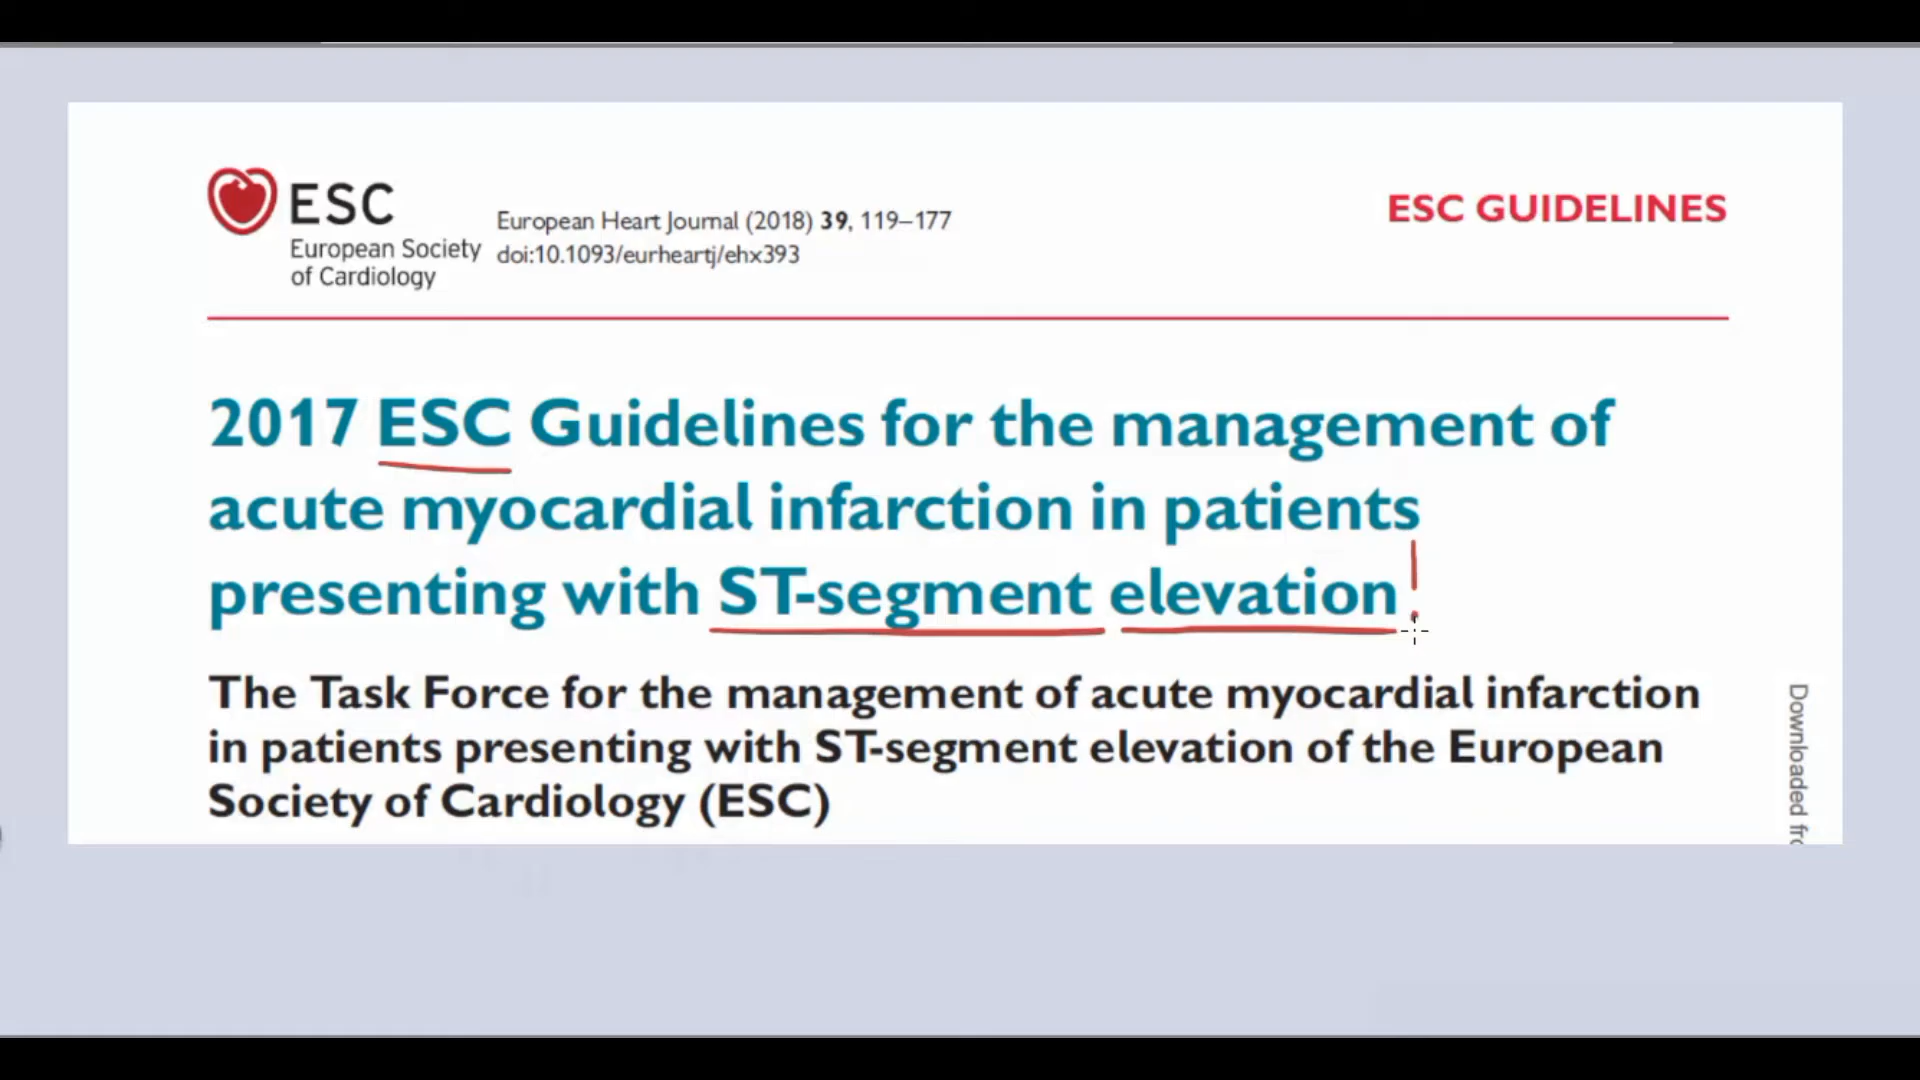 ESC
European Society
of Cardiology
European Heart Journal (2018) 39, 119–177
doi:10.1093/eurheartj/ehx393
ESC GUIDELINES
2017 ESC Guidelines for the management of
acute myocardial infarction in patients
presenting with ST-segment elevation!
The Task Force for the management of acute myocardial infarction
in patients presenting with ST-segment elevation of the European
Society of Cardiology (ESC)
Downloaded